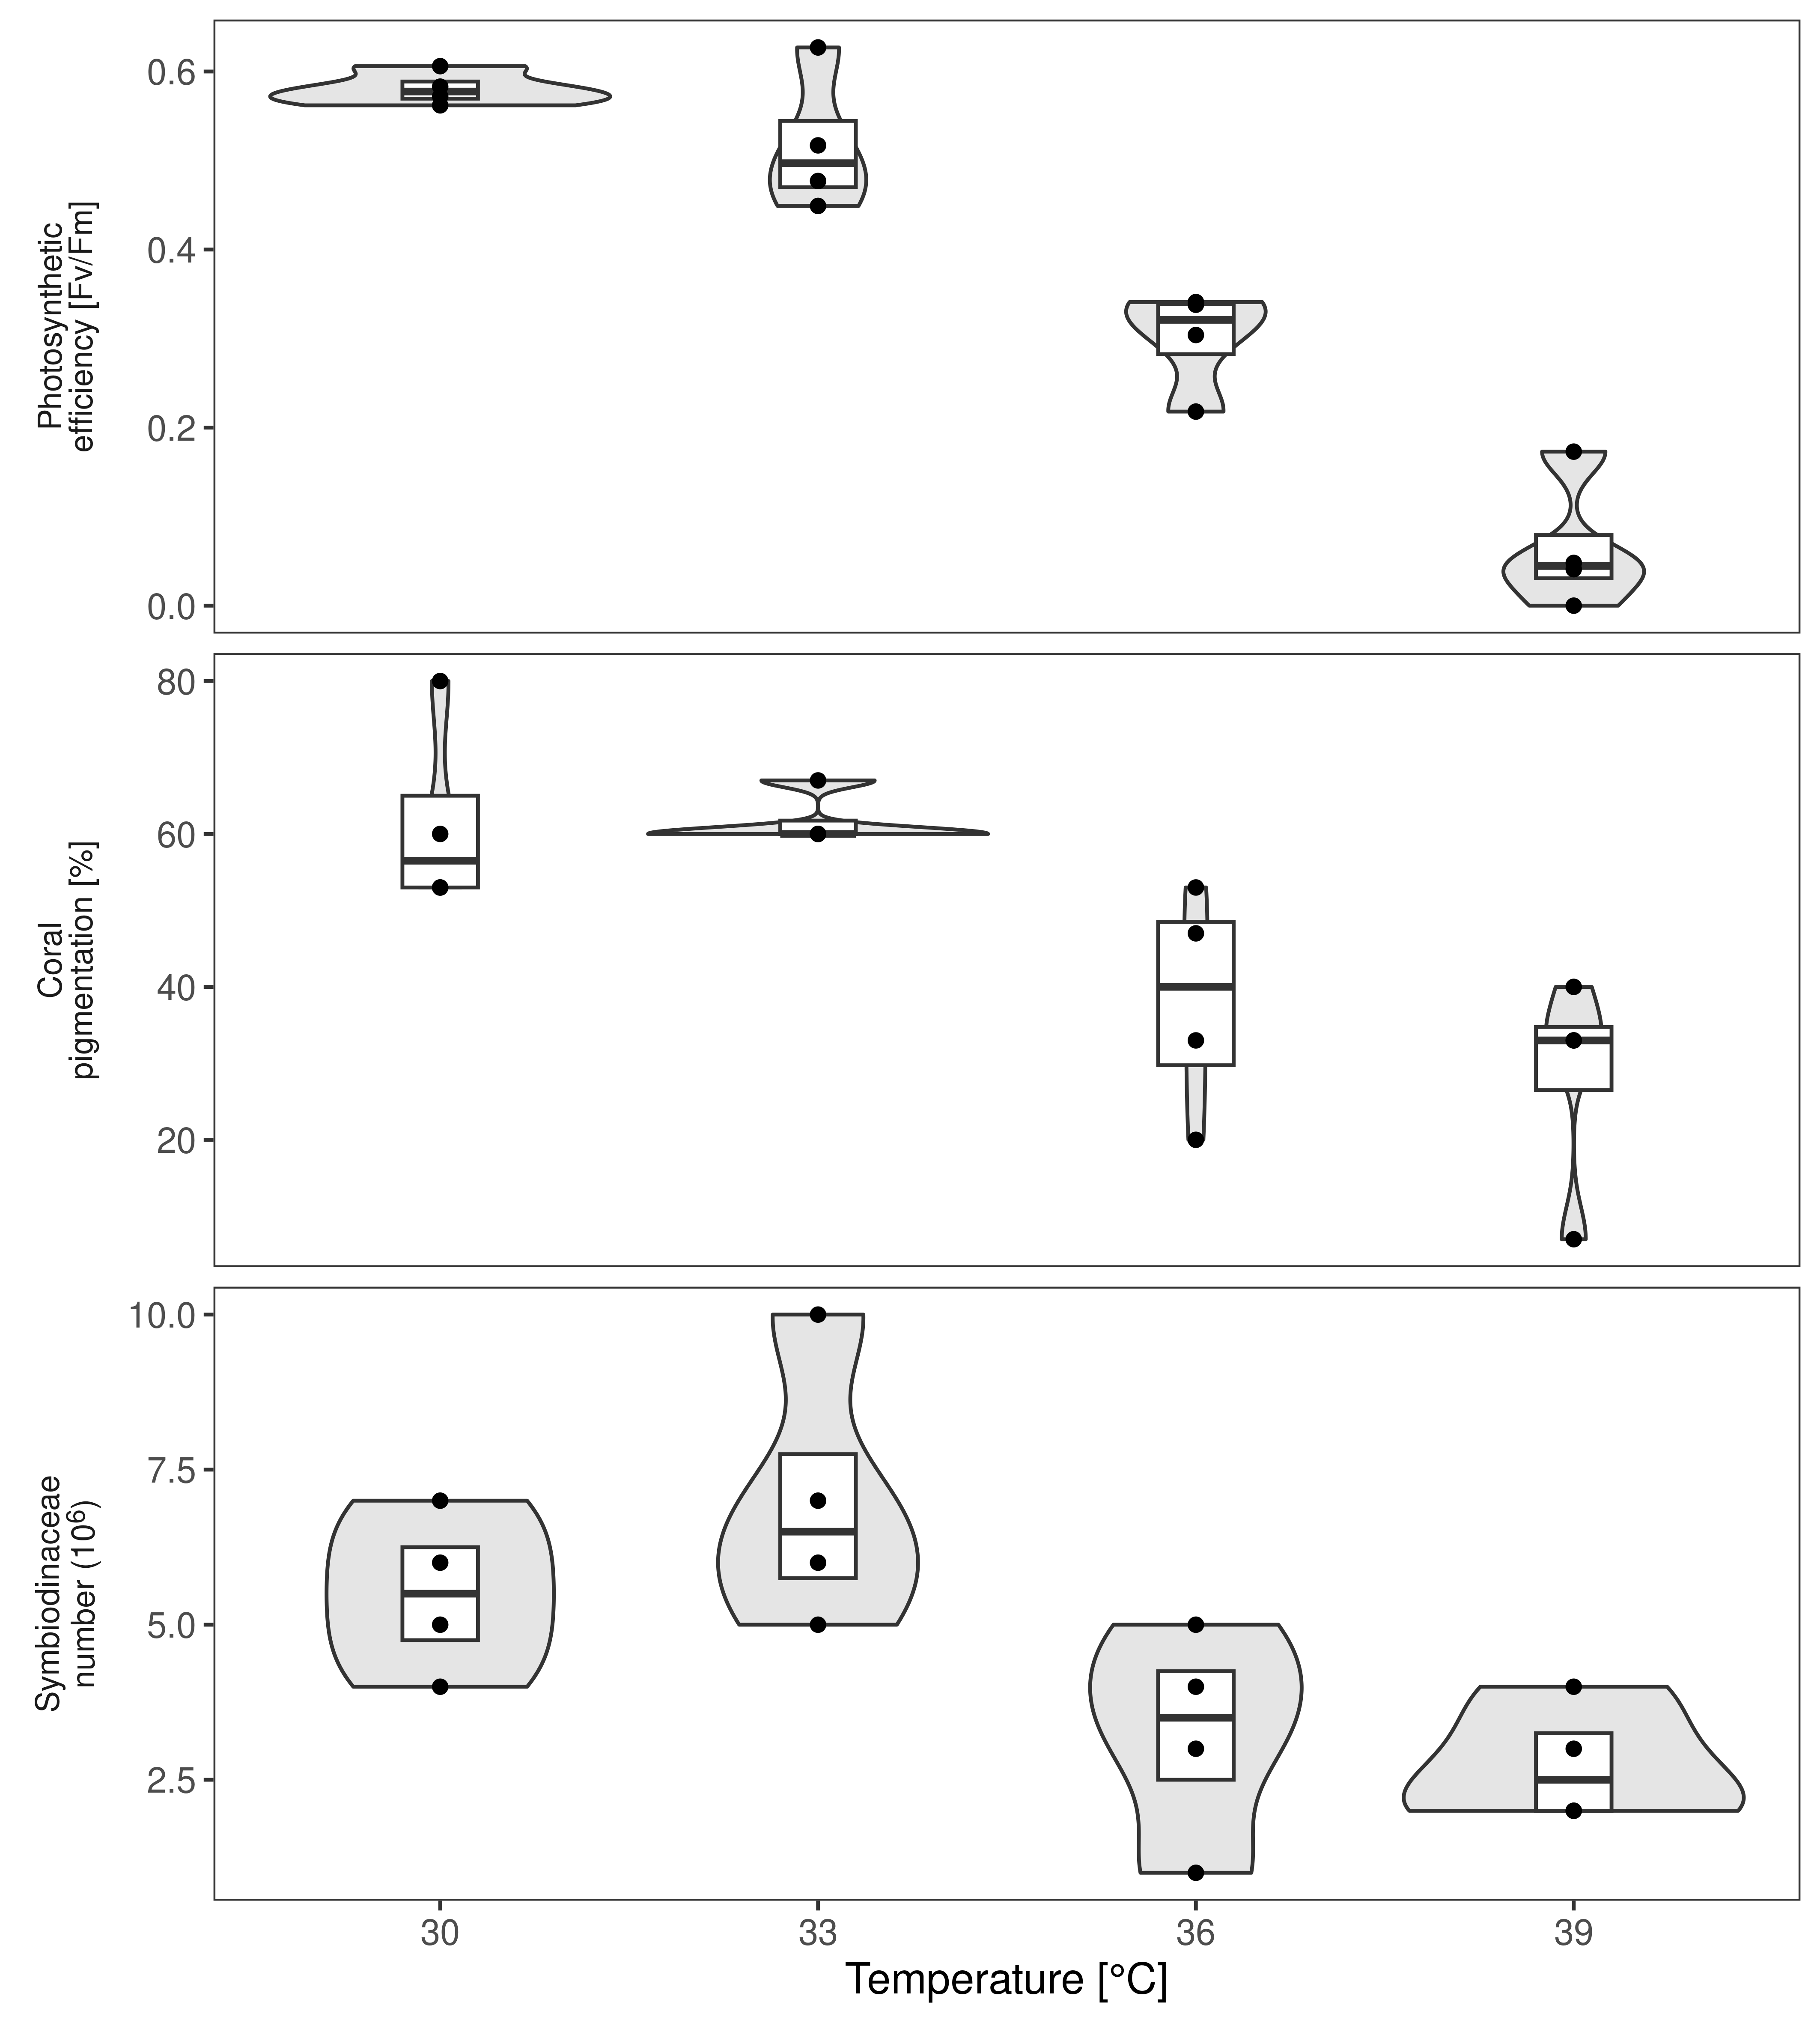 Photosynthetic
efficiency [Fv/Fm]
0.6
0.4
0.2
0.0
Coral
pigmentation [%]
80
60
40
20
Symbiodinaceae
number (10⁶)
10.0
7.5
5.0
2.5
30 33 36 39
Temperature [°C]